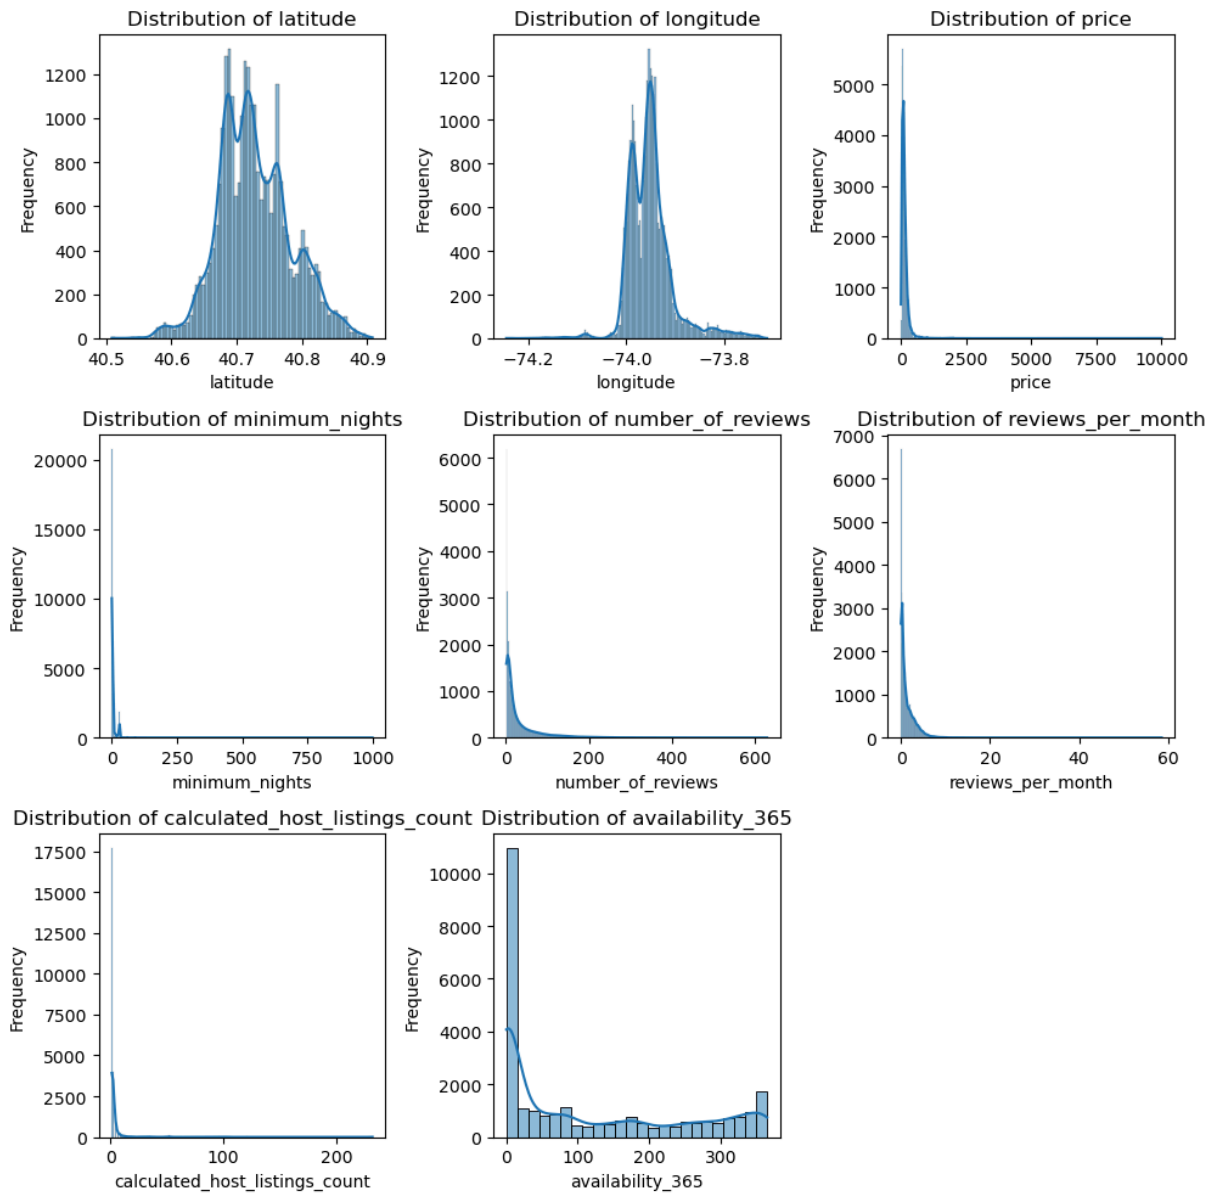 Distribution of latitude
Distribution of longitude
Distribution of price
1200
1000
800
600
400
200
0
Frequency
40.5 40.6 40.7 40.8 40.9
latitude
1200
1000
800
600
400
200
0
Frequency
−74.2 −74.0 −73.8
longitude
5000
4000
3000
2000
1000
0
Frequency
0 2500 5000 7500 10000
price
Distribution of minimum_nights
Distribution of number_of_reviews
Distribution of reviews_per_month
20000
15000
10000
5000
0
Frequency
0 250 500 750 1000
minimum_nights
6000
5000
4000
3000
2000
1000
0
Frequency
0 200 400 600
number_of_reviews
7000
6000
5000
4000
3000
2000
1000
0
Frequency
0 20 40 60
reviews_per_month
Distribution of calculated_host_listings_count
Distribution of availability_365
17500
15000
12500
10000
7500
5000
2500
0
Frequency
0 100 200
calculated_host_listings_count
10000
8000
6000
4000
2000
0
Frequency
0 100 200 300
availability_365